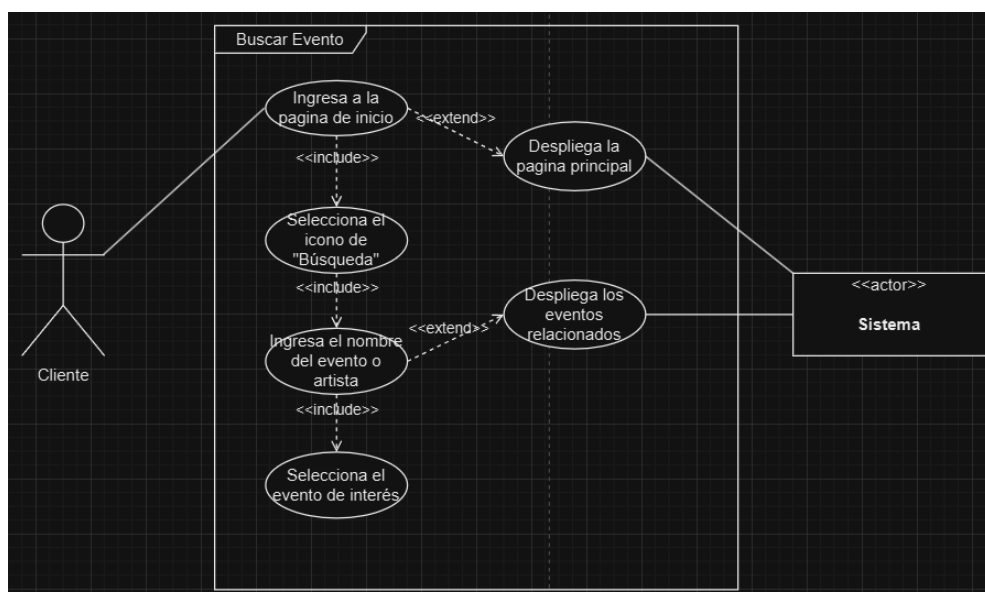 Buscar Evento
Ingresa a la
pagina de inicio
<<extend>>
Despliega la
pagina principal
<<include>>
Selecciona el
icono de
"Búsqueda"
<<include>>
Despliega los
eventos
relacionados
<<actor>>
Sistema
<<extend>>
Ingresa el nombre
del evento o
artista
Cliente
<<include>>
Selecciona el
evento de interés